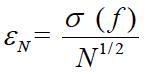 ε_N = σ (f) / N^{1/2}